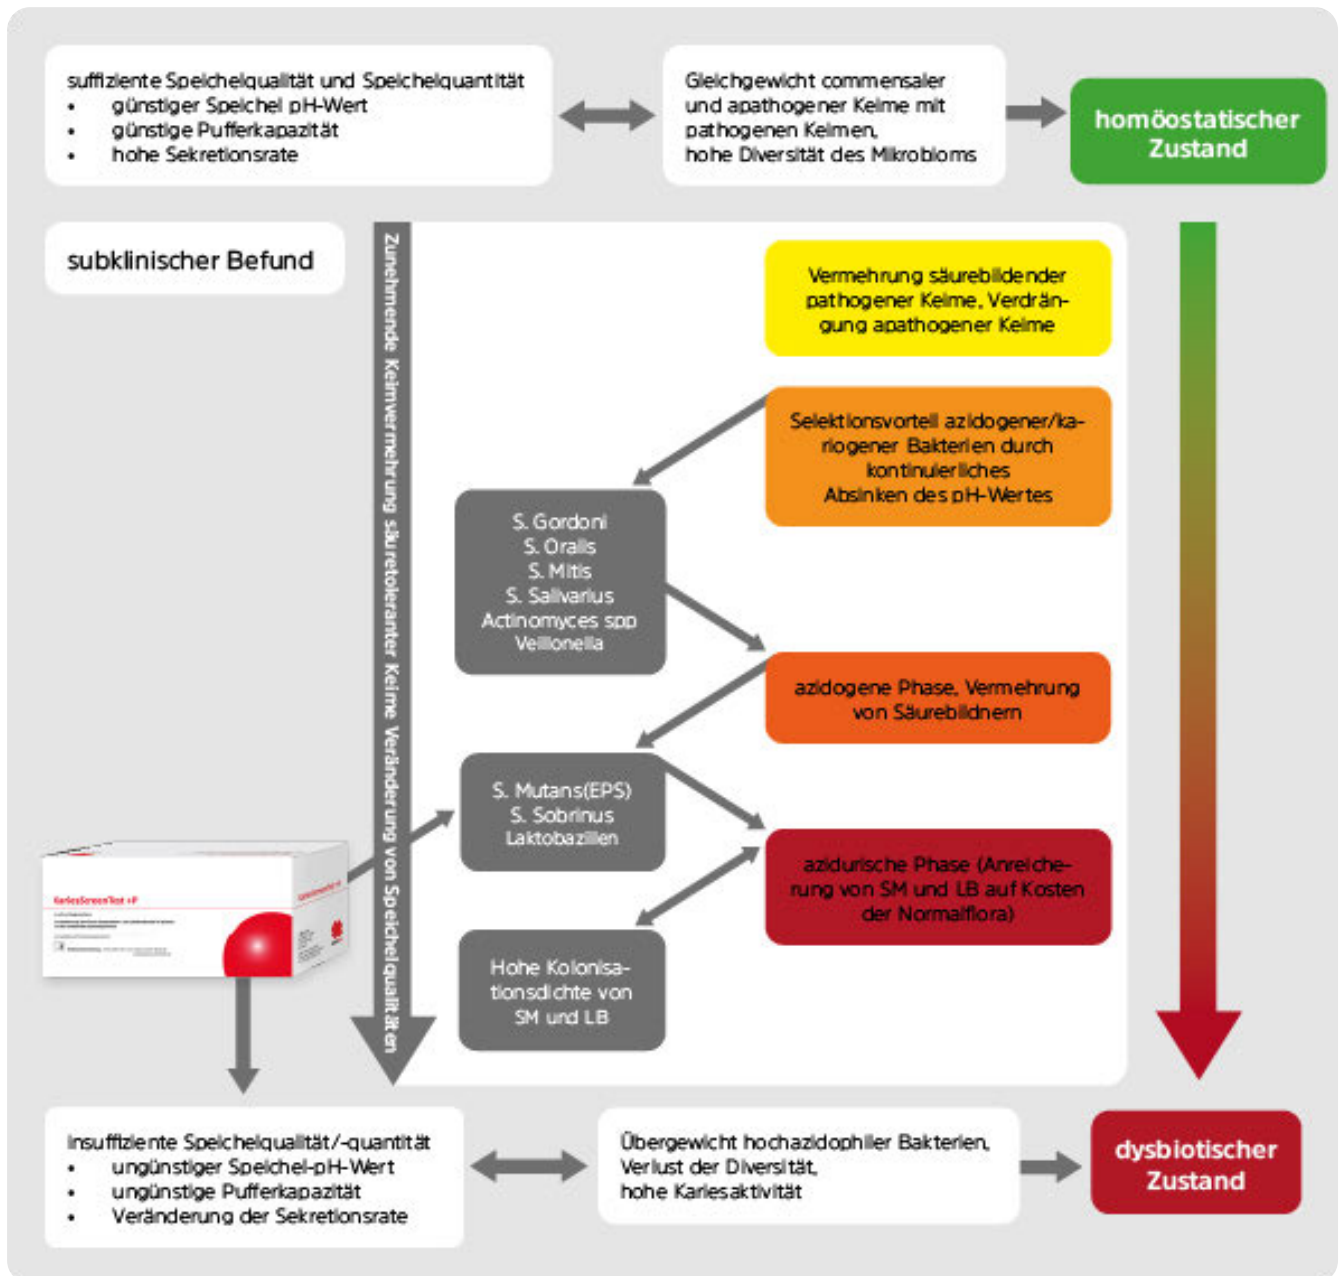 suffiziente Speichelqualität und Speichelquantität
• günstiger Speichel pH-Wert
• günstige Pufferkapazität
• hohe Sekretionsrate
Gleichgewicht commensaler
und apathogener Keime mit
pathogenen Keimen,
hohe Diversität des Mikrobioms
homöostatischer
Zustand
subklinischer Befund
Zunehmende Keimvermehrung säuretoleranter Keime Veränderung von Speichelqualitäten
Vermehrung säurebildender
pathogener Keime, Verdrän-
gung apathogener Keime
Selektionsvorteil azidogener/ka-
riogener Bakterien durch
kontinuierliches
Absinken des pH-Wertes
S. Gordoni
S. Oralis
S. Mitis
S. Salivarius
Actinomyces spp
Veillonella
azidogene Phase, Vermehrung
von Säurebildnern
S. Mutans(EPS)
S. Sobrinus
Laktobazillen
azidurische Phase (Anreiche-
rung von SM und LB auf Kosten
der Normalflora)
KariesScreenTest +P
Hohe Kolonisa-
tionsdichte von
SM und LB
insuffiziente Speichelqualität/-quantität
• ungünstiger Speichel-pH-Wert
• ungünstige Pufferkapazität
• Veränderung der Sekretionsrate
Übergewicht hochazidophiler Bakterien,
Verlust der Diversität,
hohe Kariesaktivität
dysbiotischer
Zustand